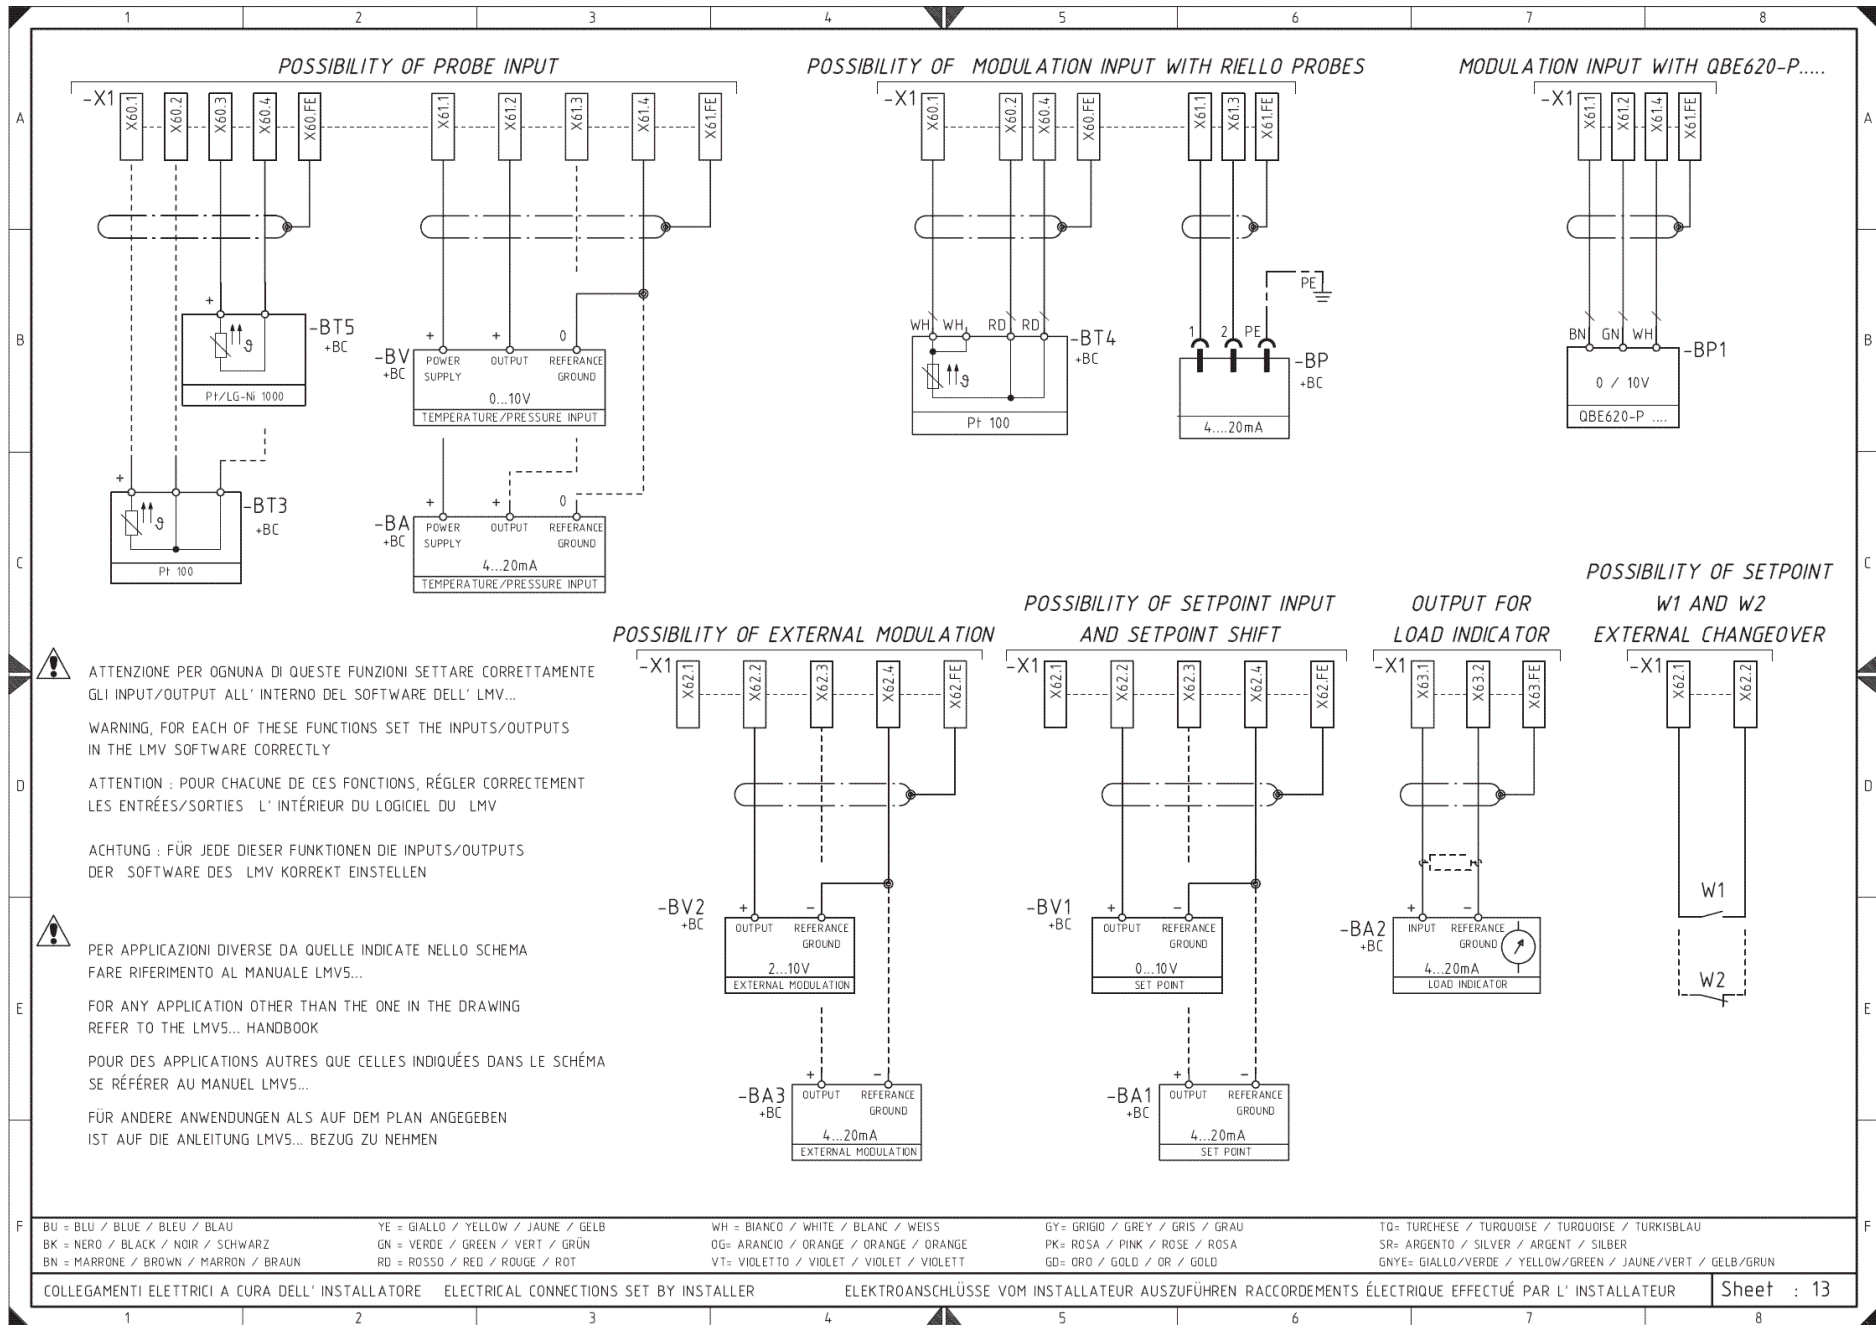 1 2 3 4 5 6 7 8
A
B
C
D
E
F
POSSIBILITY OF PROBE INPUT
-X1 X60.1 X60.2 X60.3 X60.4 X60.FE X61.1 X61.2 X61.3 X61.4 X61.FE
+
-BT5
+BC
ϑ
Pt/LG-Ni 1000
+
-BT3
+BC
ϑ
Pt 100
+ + 0
-BV
+BC
POWER SUPPLY
OUTPUT
REFERANCE GROUND
0...10V
TEMPERATURE/PRESSURE INPUT
+ + 0
-BA
+BC
POWER SUPPLY
OUTPUT
REFERANCE GROUND
4...20mA
TEMPERATURE/PRESSURE INPUT
POSSIBILITY OF MODULATION INPUT WITH RIELLO PROBES
-X1 X60.1 X60.2 X60.4 X60.FE X61.1 X61.3 X61.FE
WH WH RD RD
-BT4
+BC
ϑ
Pt 100
PE
1 2 PE
-BP
+BC
4....20mA
MODULATION INPUT WITH QBE620-P.....
-X1 X61.1 X61.2 X61.4 X61.FE
BN GN WH
-BP1
0 / 10V
QBE620-P ....
ATTENZIONE PER OGNUNA DI QUESTE FUNZIONI SETTARE CORRETTAMENTE
GLI INPUT/OUTPUT ALL' INTERNO DEL SOFTWARE DELL' LMV...
WARNING, FOR EACH OF THESE FUNCTIONS SET THE INPUTS/OUTPUTS
IN THE LMV SOFTWARE CORRECTLY
ATTENTION : POUR CHACUNE DE CES FONCTIONS, RÉGLER CORRECTEMENT
LES ENTRÉES/SORTIES L' INTÉRIEUR DU LOGICIEL DU LMV
ACHTUNG : FÜR JEDE DIESER FUNKTIONEN DIE INPUTS/OUTPUTS
DER SOFTWARE DES LMV KORREKT EINSTELLEN
PER APPLICAZIONI DIVERSE DA QUELLE INDICATE NELLO SCHEMA
FARE RIFERIMENTO AL MANUALE LMV5...
FOR ANY APPLICATION OTHER THAN THE ONE IN THE DRAWING
REFER TO THE LMV5... HANDBOOK
POUR DES APPLICATIONS AUTRES QUE CELLES INDIQUÉES DANS LE SCHÉMA
SE RÉFÉRER AU MANUEL LMV5...
FÜR ANDERE ANWENDUNGEN ALS AUF DEM PLAN ANGEGEBEN
IST AUF DIE ANLEITUNG LMV5... BEZUG ZU NEHMEN
POSSIBILITY OF EXTERNAL MODULATION
-X1 X62.1 X62.2 X62.3 X62.4 X62.FE
+ -
-BV2
+BC
OUTPUT
REFERANCE GROUND
2...10V
EXTERNAL MODULATION
+ -
-BA3
+BC
OUTPUT
REFERANCE GROUND
4...20mA
EXTERNAL MODULATION
POSSIBILITY OF SETPOINT INPUT
AND SETPOINT SHIFT
-X1 X62.1 X62.2 X62.3 X62.4 X62.FE
+ -
-BV1
+BC
OUTPUT
REFERANCE GROUND
0...10V
SET POINT
+ -
-BA1
+BC
OUTPUT
REFERANCE GROUND
4...20mA
SET POINT
OUTPUT FOR
LOAD INDICATOR
-X1 X63.1 X63.2 X63.FE
+ -
-BA2
+BC
INPUT
REFERANCE GROUND
4...20mA
LOAD INDICATOR
POSSIBILITY OF SETPOINT
W1 AND W2
EXTERNAL CHANGEOVER
-X1 X62.1 X62.2
W1
W2
A
B
C
D
E
F
BU = BLU / BLUE / BLEU / BLAU YE = GIALLO / YELLOW / JAUNE / GELB WH = BIANCO / WHITE / BLANC / WEISS GY= GRIGIO / GREY / GRIS / GRAU TQ= TURCHESE / TURQUOISE / TURQUOISE / TURKISBLAU
BK = NERO / BLACK / NOIR / SCHWARZ GN = VERDE / GREEN / VERT / GRÜN OG= ARANCIO / ORANGE / ORANGE / ORANGE PK= ROSA / PINK / ROSE / ROSA SR= ARGENTO / SILVER / ARGENT / SILBER
BN = MARRONE / BROWN / MARRON / BRAUN RD = ROSSO / RED / ROUGE / ROT VT= VIOLETTO / VIOLET / VIOLET / VIOLETT GD= ORO / GOLD / OR / GOLD GNYE= GIALLO/VERDE / YELLOW/GREEN / JAUNE/VERT / GELB/GRUN
COLLEGAMENTI ELETTRICI A CURA DELL' INSTALLATORE ELECTRICAL CONNECTIONS SET BY INSTALLER ELEKTROANSCHLÜSSE VOM INSTALLATEUR AUSZUFÜHREN RACCORDEMENTS ÉLECTRIQUE EFFECTUÉ PAR L' INSTALLATEUR Sheet : 13
1 2 3 4 5 6 7 8